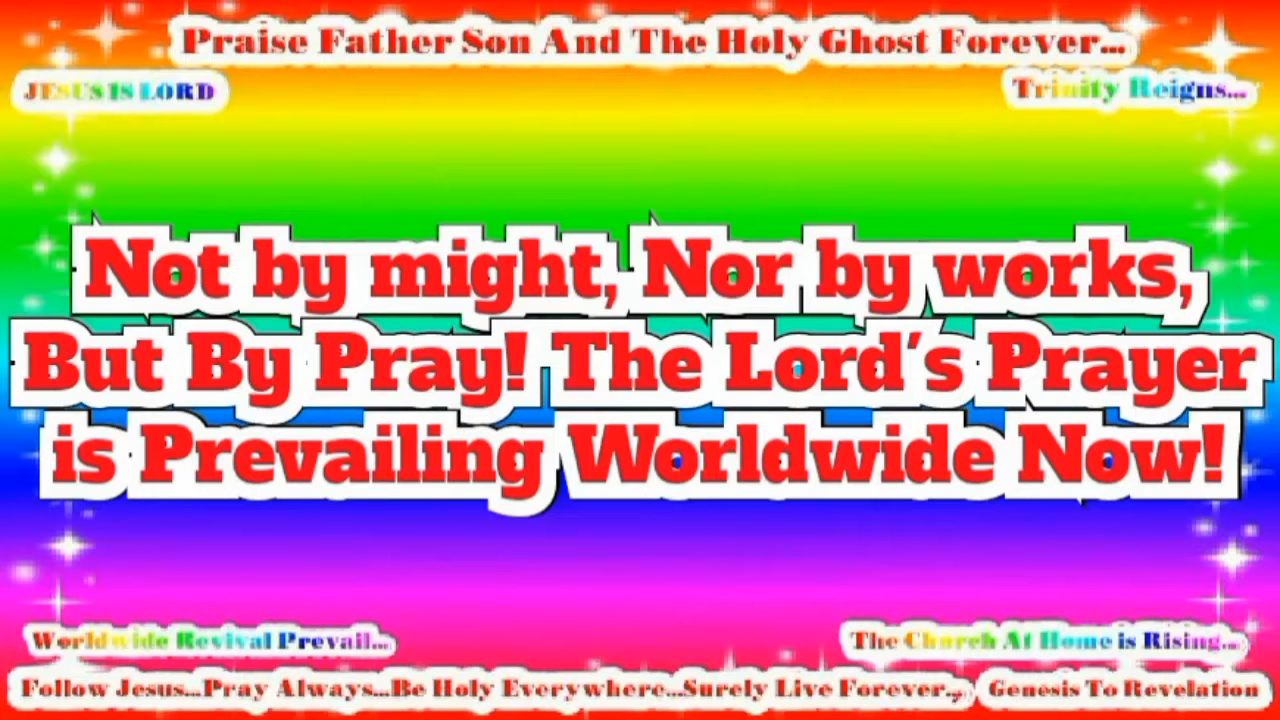 Praise Father Son And The Holy Ghost Forever...
JESUS IS LORD
Trinity Reigns...
Not by might, Nor by works,
But By Pray! The Lord's Prayer
is Prevailing Worldwide Now!
Worldwide Revival Prevail...
The Church At Home is Rising...
Follow Jesus...Pray Always...Be Holy Everywhere...Surely Live Forever...
Genesis To Revelation